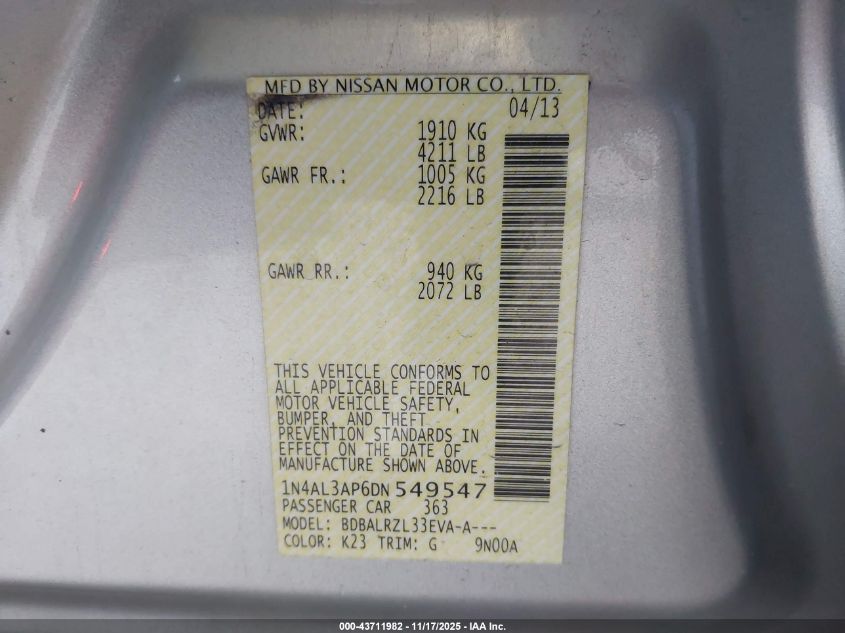 MFD BY NISSAN MOTOR CO., LTD.
DATE: 04/13
GVWR: 1910 KG
4211 LB
GAWR FR.: 1005 KG
2216 LB
GAWR RR.: 940 KG
2072 LB
THIS VEHICLE CONFORMS TO
ALL APPLICABLE FEDERAL
MOTOR VEHICLE SAFETY,
BUMPER, AND THEFT
PREVENTION STANDARDS IN
EFFECT ON THE DATE OF
MANUFACTURE SHOWN ABOVE.
1N4AL3AP6DN 549547
PASSENGER CAR 363
MODEL: BDBALRZL33EVA-A---
COLOR: K23 TRIM: G 9N00A
000-43711982 - 11/17/2025 - IAA Inc.